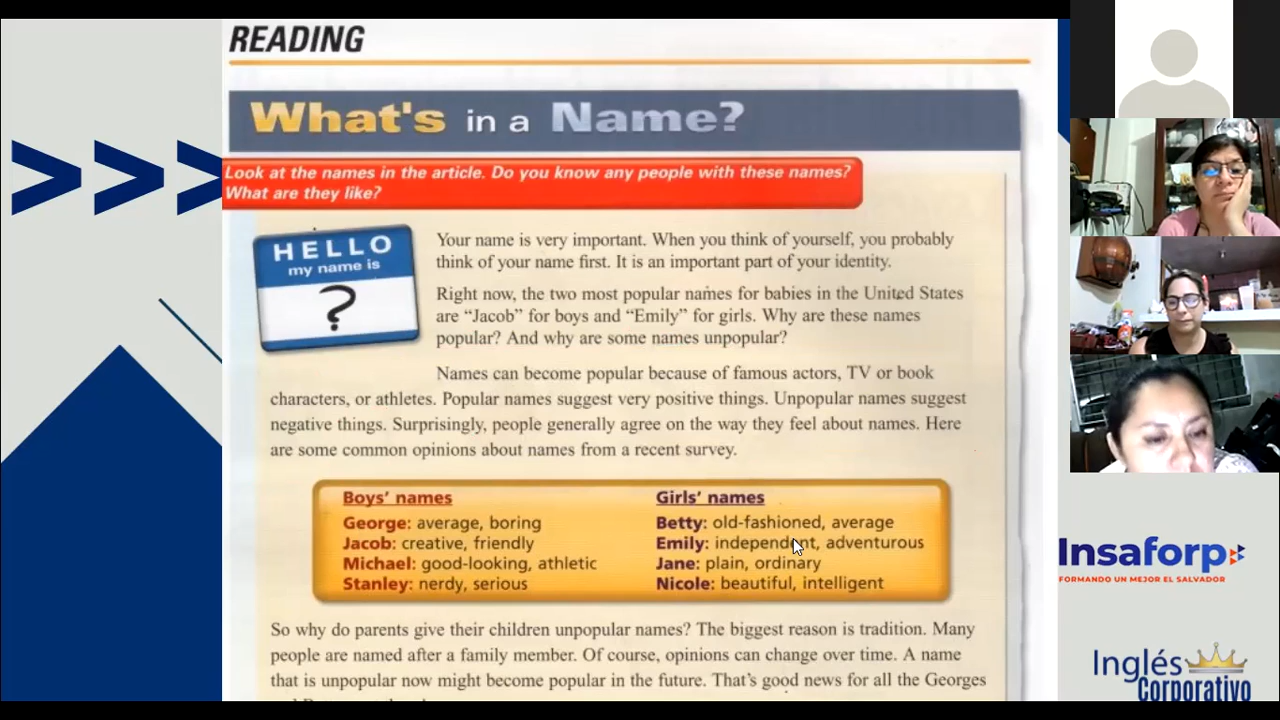 READING
What's in a Name?
Look at the names in the article. Do you know any people with these names?
What are they like?
HELLO
my name is
?
Your name is very important. When you think of yourself, you probably
think of your name first. It is an important part of your identity.
Right now, the two most popular names for babies in the United States
are “Jacob” for boys and “Emily” for girls. Why are these names
popular? And why are some names unpopular?
Names can become popular because of famous actors, TV or book
characters, or athletes. Popular names suggest very positive things. Unpopular names suggest
negative things. Surprisingly, people generally agree on the way they feel about names. Here
are some common opinions about names from a recent survey.
Boys’ names
George: average, boring
Jacob: creative, friendly
Michael: good-looking, athletic
Stanley: nerdy, serious
Girls’ names
Betty: old-fashioned, average
Emily: independent, adventurous
Jane: plain, ordinary
Nicole: beautiful, intelligent
So why do parents give their children unpopular names? The biggest reason is tradition. Many
people are named after a family member. Of course, opinions can change over time. A name
that is unpopular now might become popular in the future. That’s good news for all the Georges
Insaforp
FORMANDO UN MEJOR EL SALVADOR
Inglés
Corporativo